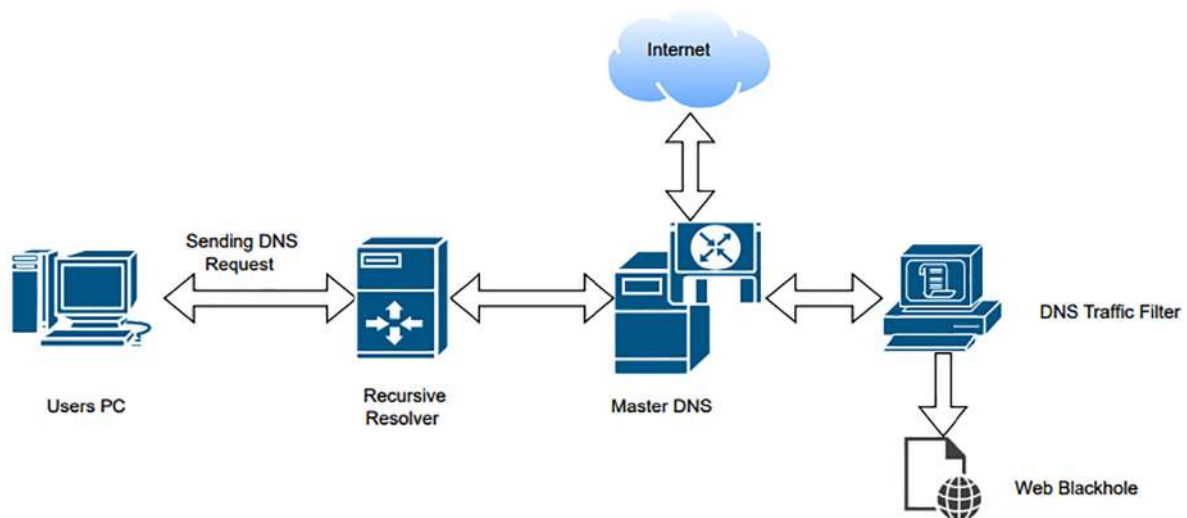 Internet
Sending DNS
Request
DNS Traffic Filter
Users PC
Recursive
Resolver
Master DNS
Web Blackhole